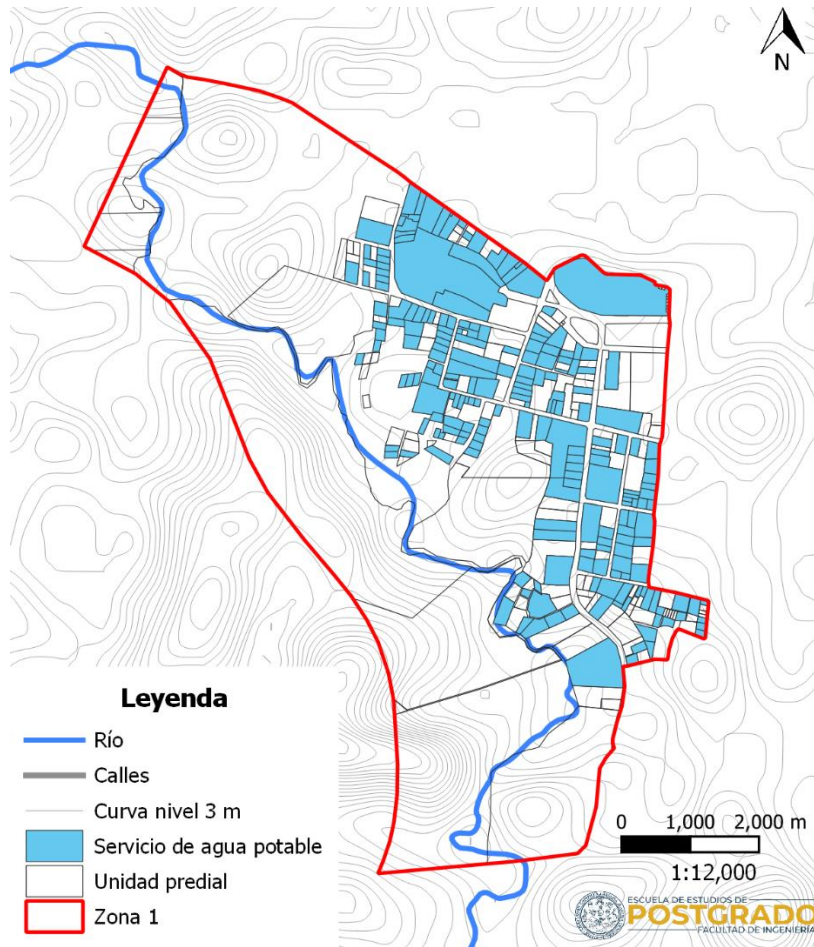 N
Leyenda
Río
Calles
Curva nivel 3 m
Servicio de agua potable
Unidad predial
Zona 1
0 1,000 2,000 m
1:12,000
ESCUELA DE ESTUDIOS DE
POSTGRADO
FACULTAD DE INGENIERÍA